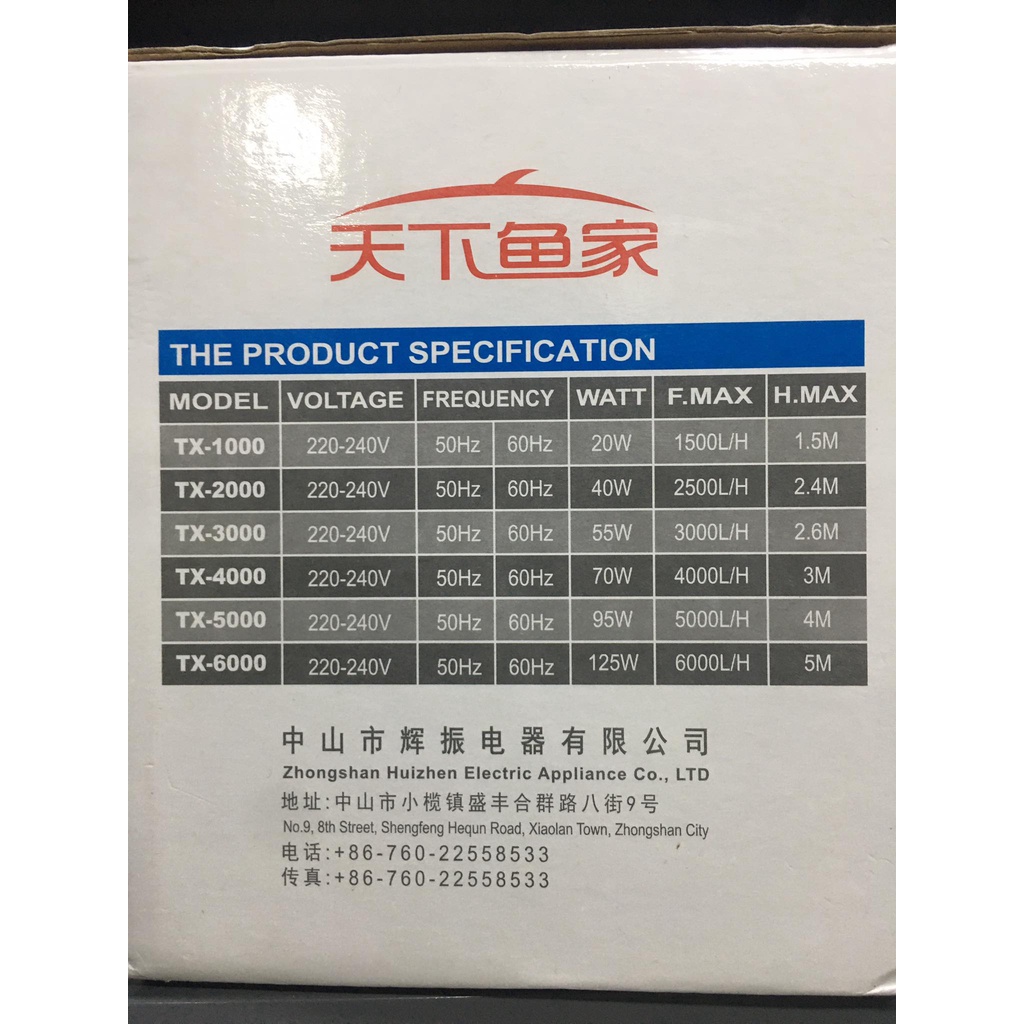 天下鱼家
THE PRODUCT SPECIFICATION
MODEL VOLTAGE FREQUENCY WATT F.MAX H.MAX
TX-1000 220-240V 50Hz 60Hz 20W 1500L/H 1.5M
TX-2000 220-240V 50Hz 60Hz 40W 2500L/H 2.4M
TX-3000 220-240V 50Hz 60Hz 55W 3000L/H 2.6M
TX-4000 220-240V 50Hz 60Hz 70W 4000L/H 3M
TX-5000 220-240V 50Hz 60Hz 95W 5000L/H 4M
TX-6000 220-240V 50Hz 60Hz 125W 6000L/H 5M
中山市辉振电器有限公司
Zhongshan Huizhen Electric Appliance Co., LTD
地址:中山市小榄镇盛丰合群路八街9号
No.9, 8th Street, Shengfeng Hequn Road, Xiaolan Town, Zhongshan City
电话:+86-760-22558533
传真:+86-760-22558533